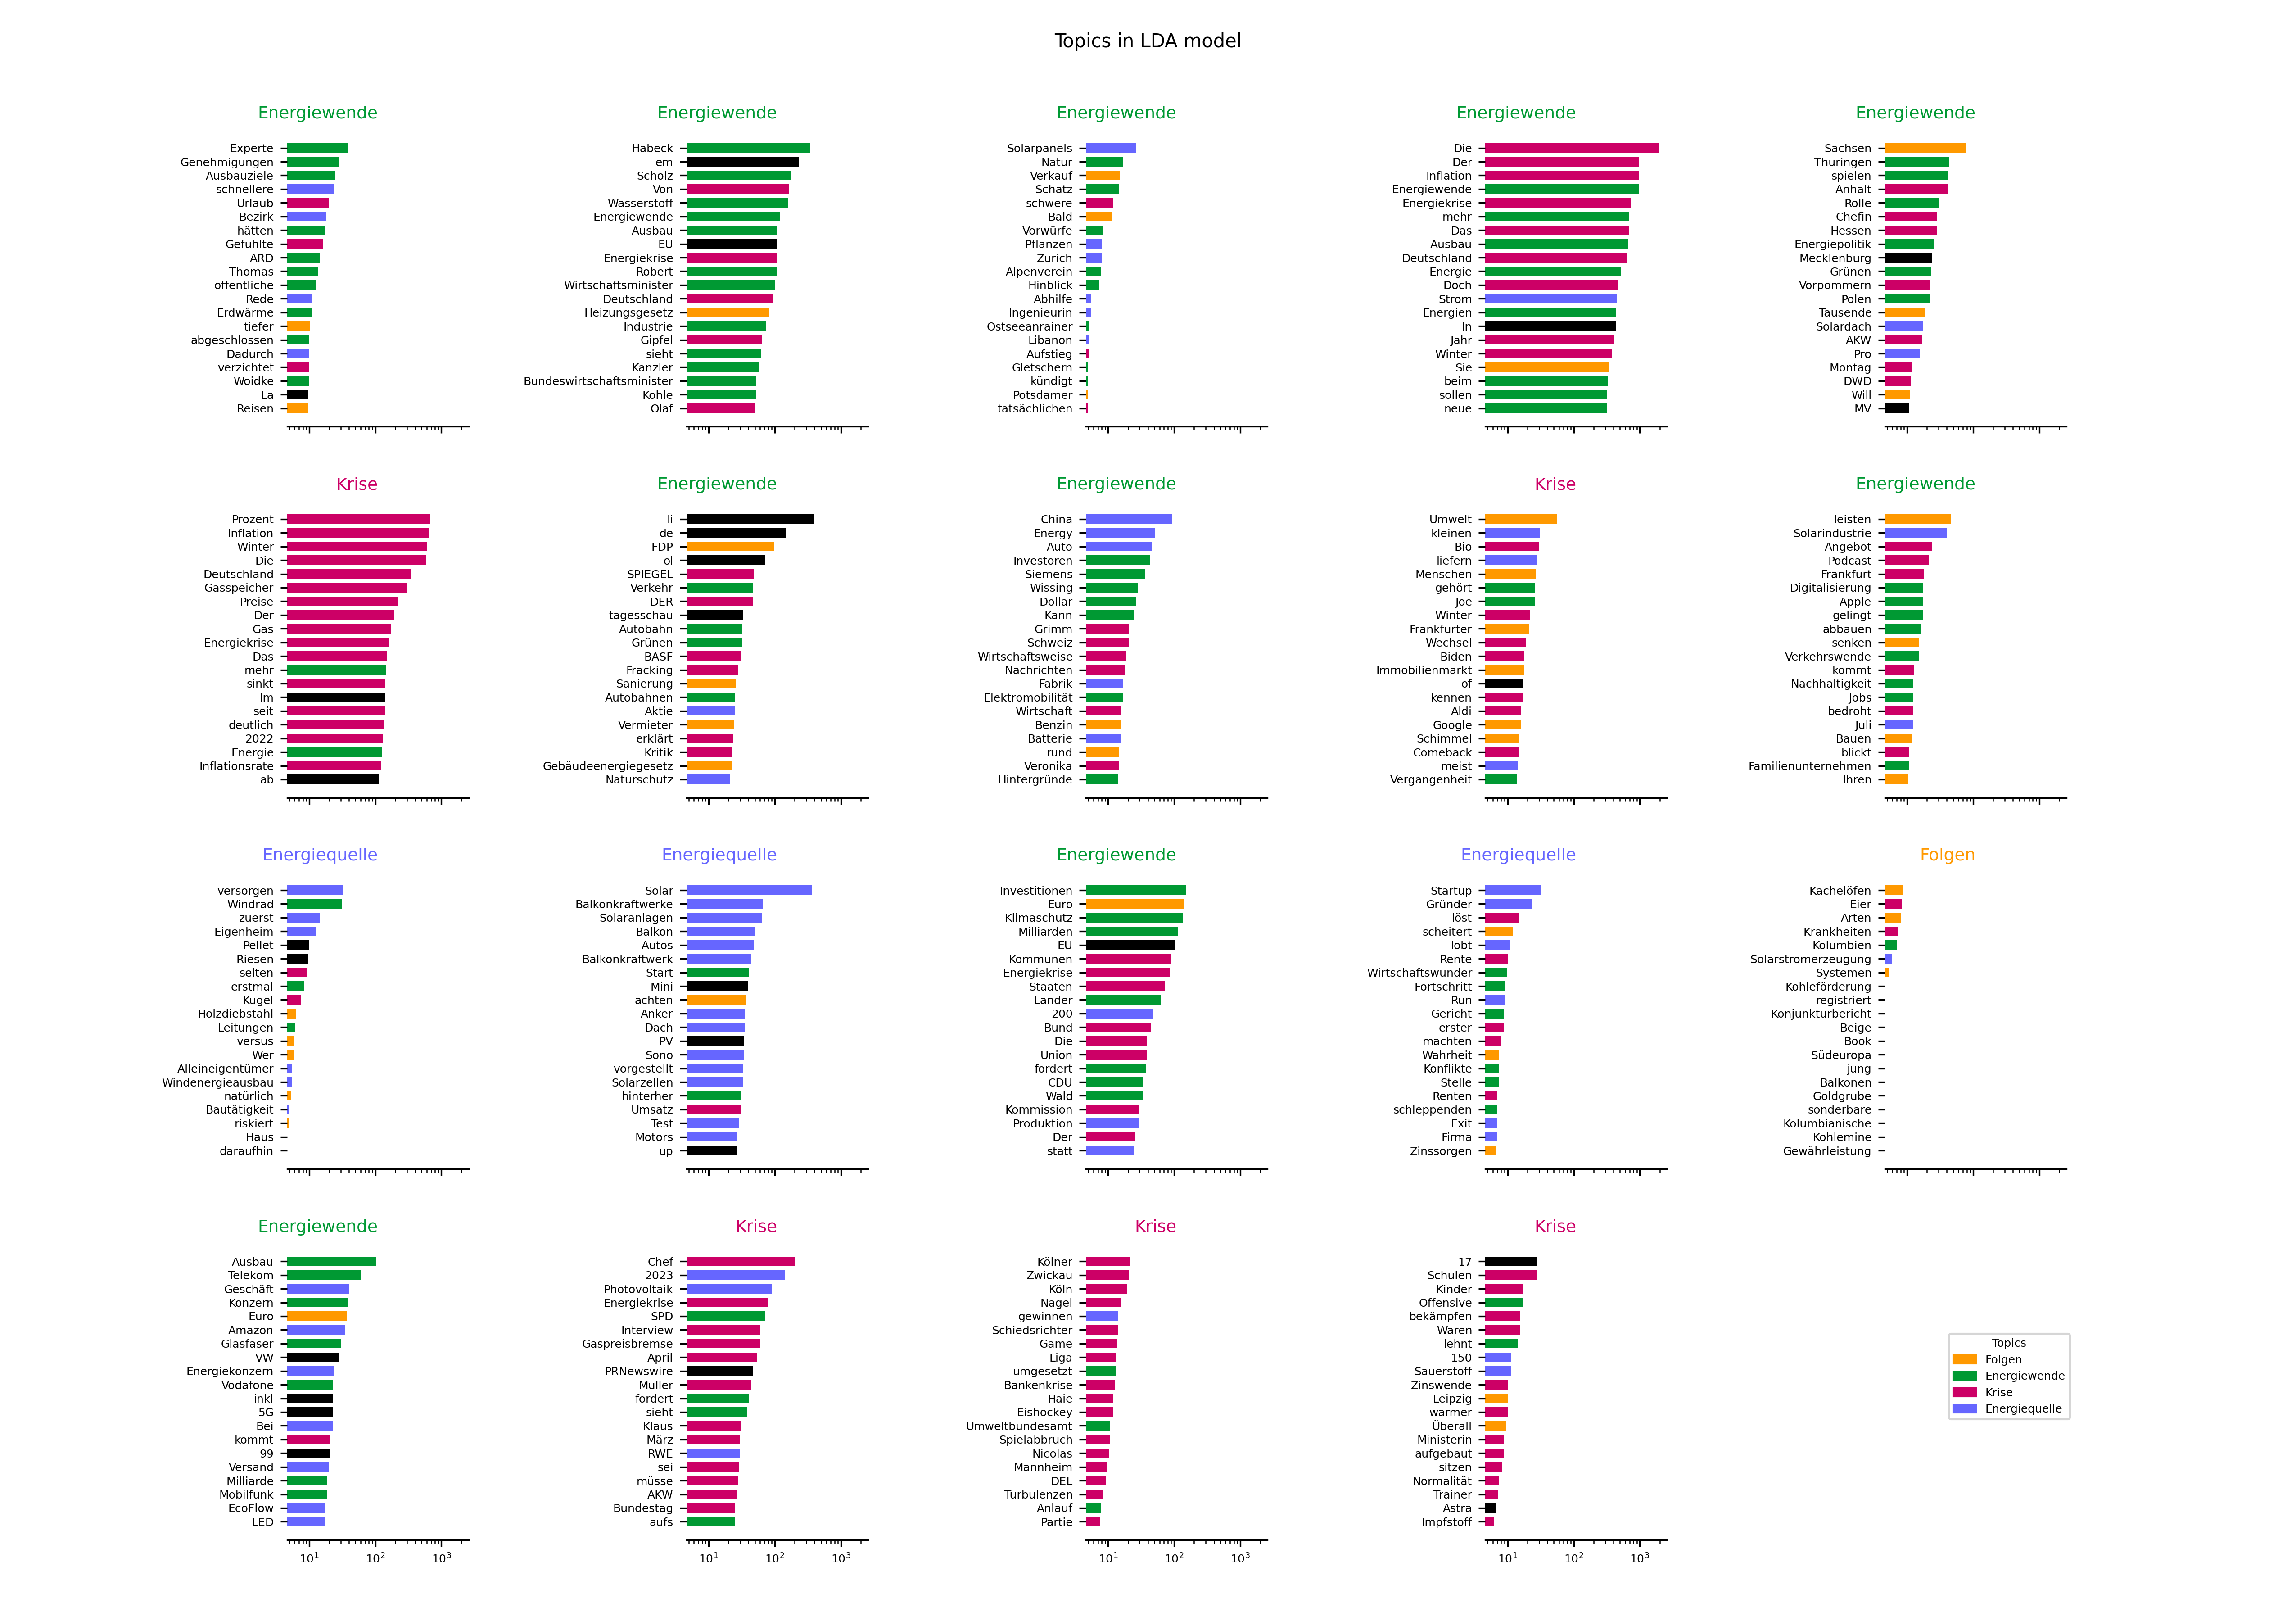 Topics in LDA model
Energiewende
Experte
Genehmigungen
Ausbauziele
schnellere
Urlaub
Bezirk
hätten
Gefühlte
ARD
Thomas
öffentliche
Rede
Erdwärme
tiefer
abgeschlossen
Dadurch
verzichtet
Woidke
La
Reisen
Energiewende
Habeck
em
Scholz
Von
Wasserstoff
Energiewende
Ausbau
EU
Energiekrise
Robert
Wirtschaftsminister
Deutschland
Heizungsgesetz
Industrie
Gipfel
sieht
Kanzler
Bundeswirtschaftsminister
Kohle
Olaf
Energiewende
Solarpanels
Natur
Verkauf
Schatz
schwere
Bald
Vorwürfe
Pflanzen
Zürich
Alpenverein
Hinblick
Abhilfe
Ingenieurin
Ostseeanrainer
Libanon
Aufstieg
Gletschern
kündigt
Potsdamer
tatsächlichen
Energiewende
Die
Der
Inflation
Energiewende
Energiekrise
mehr
Das
Ausbau
Deutschland
Energie
Doch
Strom
Energien
In
Jahr
Winter
Sie
beim
sollen
neue
Energiewende
Sachsen
Thüringen
spielen
Anhalt
Rolle
Chefin
Hessen
Energiepolitik
Mecklenburg
Grünen
Vorpommern
Polen
Tausende
Solardach
AKW
Pro
Montag
DWD
Will
MV
Krise
Prozent
Inflation
Winter
Die
Deutschland
Gasspeicher
Preise
Der
Gas
Energiekrise
Das
mehr
sinkt
Im
seit
deutlich
2022
Energie
Inflationsrate
ab
Energiewende
li
de
FDP
ol
SPIEGEL
Verkehr
DER
tagesschau
Autobahn
Grünen
BASF
Fracking
Sanierung
Autobahnen
Aktie
Vermieter
erklärt
Kritik
Gebäudeenergiegesetz
Naturschutz
Energiewende
China
Energy
Auto
Investoren
Siemens
Wissing
Dollar
Kann
Grimm
Schweiz
Wirtschaftsweise
Nachrichten
Fabrik
Elektromobilität
Wirtschaft
Benzin
Batterie
rund
Veronika
Hintergründe
Krise
Umwelt
kleinen
Bio
liefern
Menschen
gehört
Joe
Winter
Frankfurter
Wechsel
Biden
Immobilienmarkt
of
kennen
Aldi
Google
Schimmel
Comeback
meist
Vergangenheit
Energiewende
leisten
Solarindustrie
Angebot
Podcast
Frankfurt
Digitalisierung
Apple
gelingt
abbauen
senken
Verkehrswende
kommt
Nachhaltigkeit
Jobs
bedroht
Juli
Bauen
blickt
Familienunternehmen
Ihren
Energiequelle
versorgen
Windrad
zuerst
Eigenheim
Pellet
Riesen
selten
erstmal
Kugel
Holzdiebstahl
Leitungen
versus
Wer
Alleineigentümer
Windenergieausbau
natürlich
Bautätigkeit
riskiert
Haus
daraufhin
Energiequelle
Solar
Balkonkraftwerke
Solaranlagen
Balkon
Autos
Balkonkraftwerk
Start
Mini
achten
Anker
Dach
PV
Sono
vorgestellt
Solarzellen
hinterher
Umsatz
Test
Motors
up
Energiewende
Investitionen
Euro
Klimaschutz
Milliarden
EU
Kommunen
Energiekrise
Staaten
Länder
200
Bund
Die
Union
fordert
CDU
Wald
Kommission
Produktion
Der
statt
Energiequelle
Startup
Gründer
löst
scheitert
lobt
Rente
Wirtschaftswunder
Fortschritt
Run
Gericht
erster
machten
Wahrheit
Konflikte
Stelle
Renten
schleppenden
Exit
Firma
Zinssorgen
Folgen
Kachelöfen
Eier
Arten
Krankheiten
Kolumbien
Solarstromerzeugung
Systemen
Kohleförderung
registriert
Konjunkturbericht
Beige
Book
Südeuropa
jung
Balkonen
Goldgrube
sonderbare
Kolumbianische
Kohlemine
Gewährleistung
Energiewende
Ausbau
Telekom
Geschäft
Konzern
Euro
Amazon
Glasfaser
VW
Energiekonzern
Vodafone
inkl
5G
Bei
kommt
99
Versand
Milliarde
Mobilfunk
EcoFlow
LED
10¹ 10² 10³
Krise
Chef
2023
Photovoltaik
Energiekrise
SPD
Interview
Gaspreisbremse
April
PRNewswire
Müller
fordert
sieht
Klaus
März
RWE
sei
müsse
AKW
Bundestag
aufs
10¹ 10² 10³
Krise
Kölner
Zwickau
Köln
Nagel
gewinnen
Schiedsrichter
Game
Liga
umgesetzt
Bankenkrise
Haie
Eishockey
Umweltbundesamt
Spielabbruch
Nicolas
Mannheim
DEL
Turbulenzen
Anlauf
Partie
10¹ 10² 10³
Krise
17
Schulen
Kinder
Offensive
bekämpfen
Waren
lehnt
150
Sauerstoff
Zinswende
Leipzig
wärmer
Überall
Ministerin
aufgebaut
sitzen
Normalität
Trainer
Astra
Impfstoff
10¹ 10² 10³
Topics
Folgen
Energiewende
Krise
Energiequelle